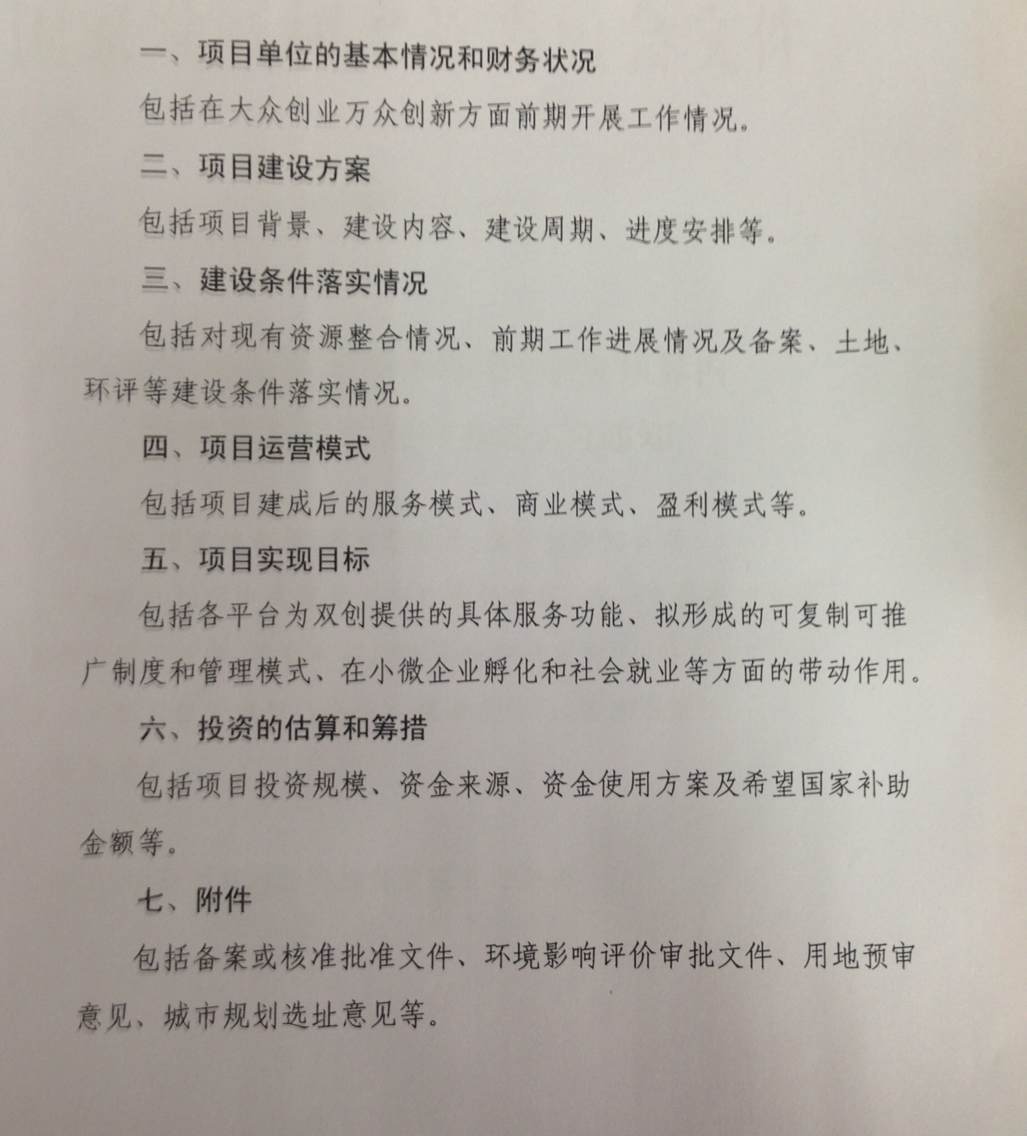 一、项目单位的基本情况和财务状况
包括在大众创业万众创新方面前期开展工作情况。
二、项目建设方案
包括项目背景、建设内容、建设周期、进度安排等。
三、建设条件落实情况
包括对现有资源整合情况、前期工作进展情况及备案、土地、
环评等建设条件落实情况。
四、项目运营模式
包括项目建成后的服务模式、商业模式、盈利模式等。
五、项目实现目标
包括各平台为双创提供的具体服务功能、拟形成的可复制可推
广制度和管理模式、在小微企业孵化和社会就业等方面的带动作用。
六、投资的估算和筹措
包括项目投资规模、资金来源、资金使用方案及希望国家补助
金额等。
七、附件
包括备案或核准批准文件、环境影响评价审批文件、用地预审
意见、城市规划选址意见等。